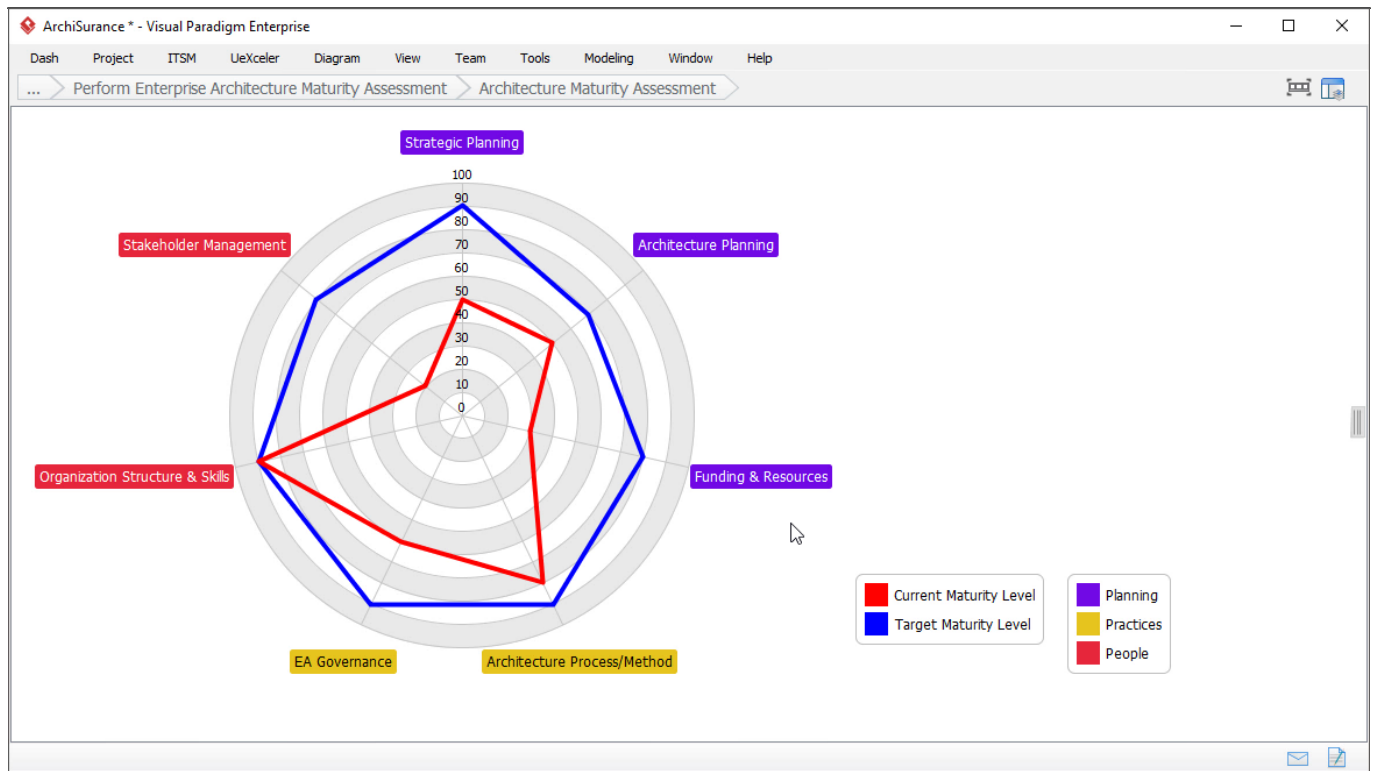 ArchiSurance * - Visual Paradigm Enterprise
Dash Project ITSM UeXceler Diagram View Team Tools Modeling Window Help
... Perform Enterprise Architecture Maturity Assessment Architecture Maturity Assessment
Strategic Planning
100
90
80
70
60
50
40
30
20
10
0
Stakeholder Management
Architecture Planning
Organization Structure & Skills
Funding & Resources
EA Governance
Architecture Process/Method
Current Maturity Level
Target Maturity Level
Planning
Practices
People